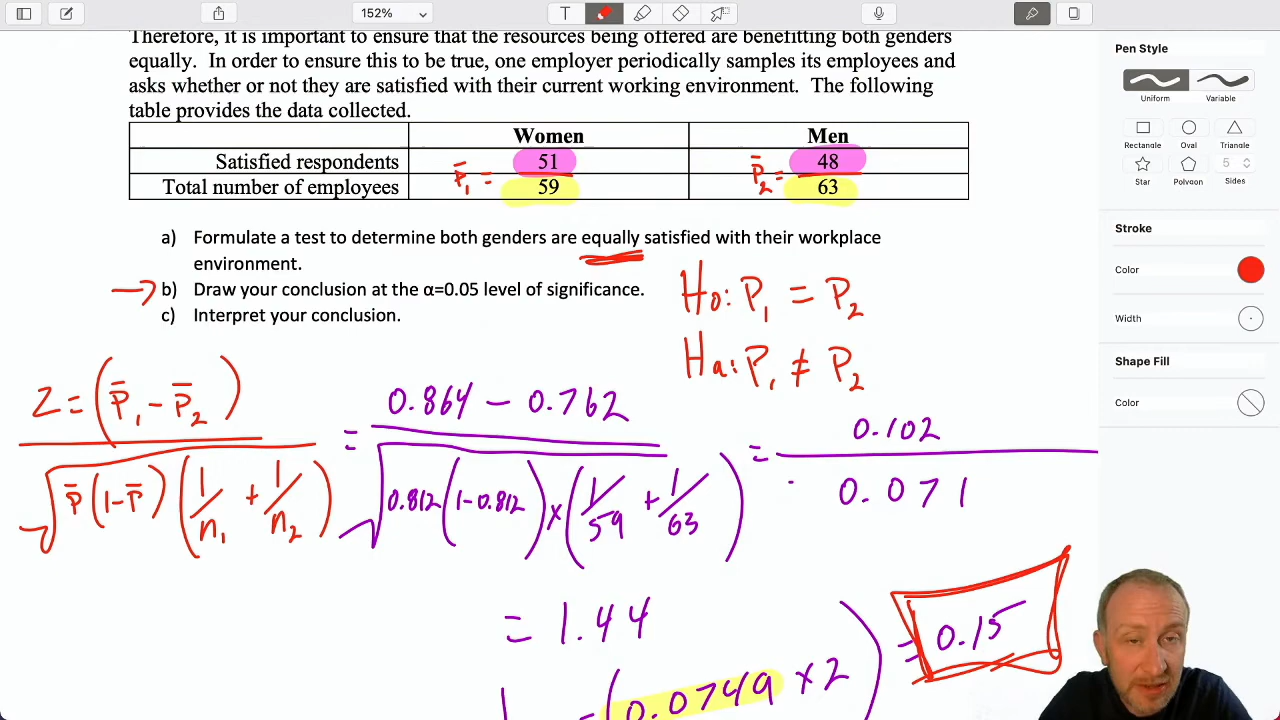 152%
T
Therefore, it is important to ensure that the resources being offered are benefitting both genders
equally. In order to ensure this to be true, one employer periodically samples its employees and
asks whether or not they are satisfied with their current working environment. The following
table provides the data collected.
Women Men
Satisfied respondents p̄₁ = 51 p̄₂ = 48
Total number of employees 59 63
a) Formulate a test to determine both genders are equally satisfied with their workplace
environment.
b) Draw your conclusion at the α=0.05 level of significance.
c) Interpret your conclusion.
Ho: P₁ = P₂
Ha: P₁ ≠ P₂
Z = (p̄₁ - p̄₂)
√p̄(1-p̄)(1/n₁ + 1/n₂)
= 0.864 - 0.762
√0.812(1-0.812)×(1/59 + 1/63)
= 0.102
0.071
= 1.44
= (0.0749 × 2) = 0.15
Pen Style
Uniform Variable
Rectangle Oval Triangle
Star Polygon 5 Sides
Stroke
Color
Width
Shape Fill
Color